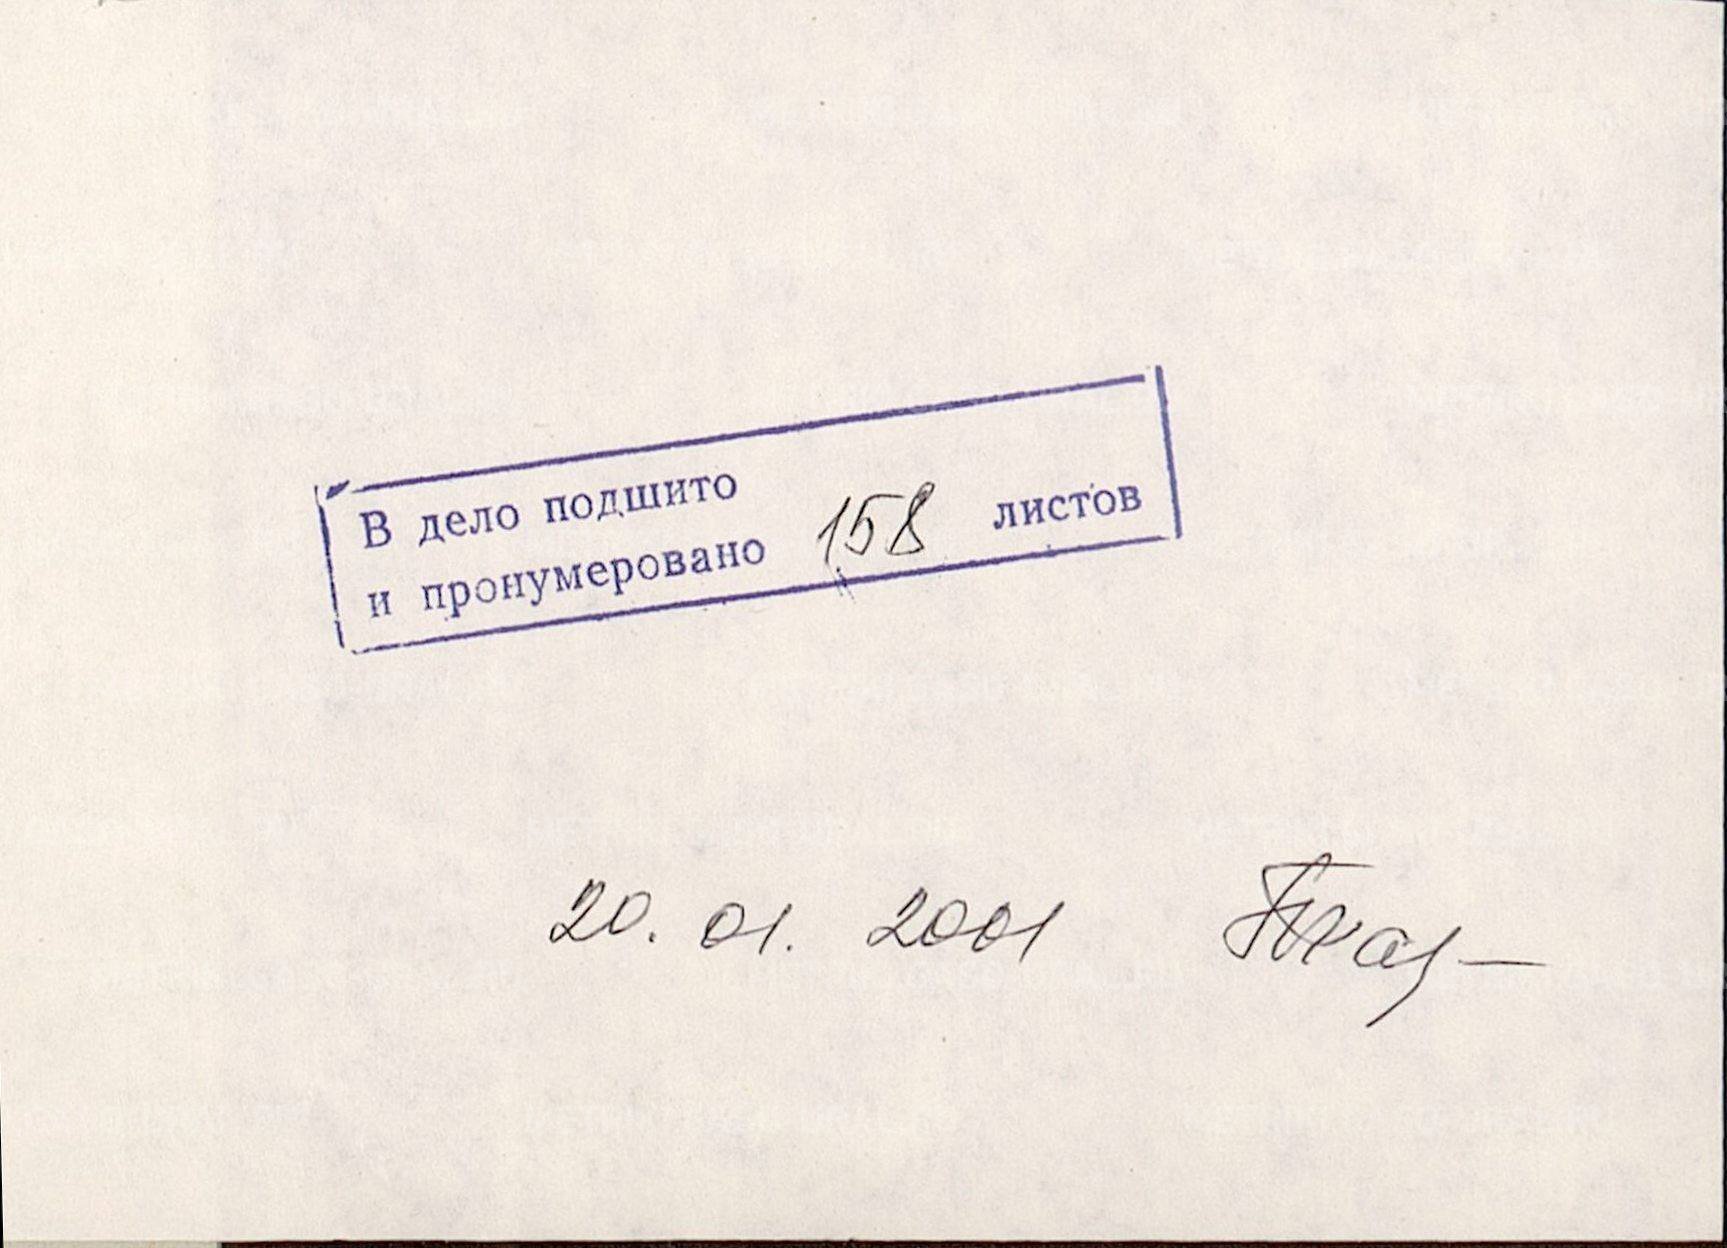 В дело подшито
и пронумеровано 158 листов
20. 01. 2001